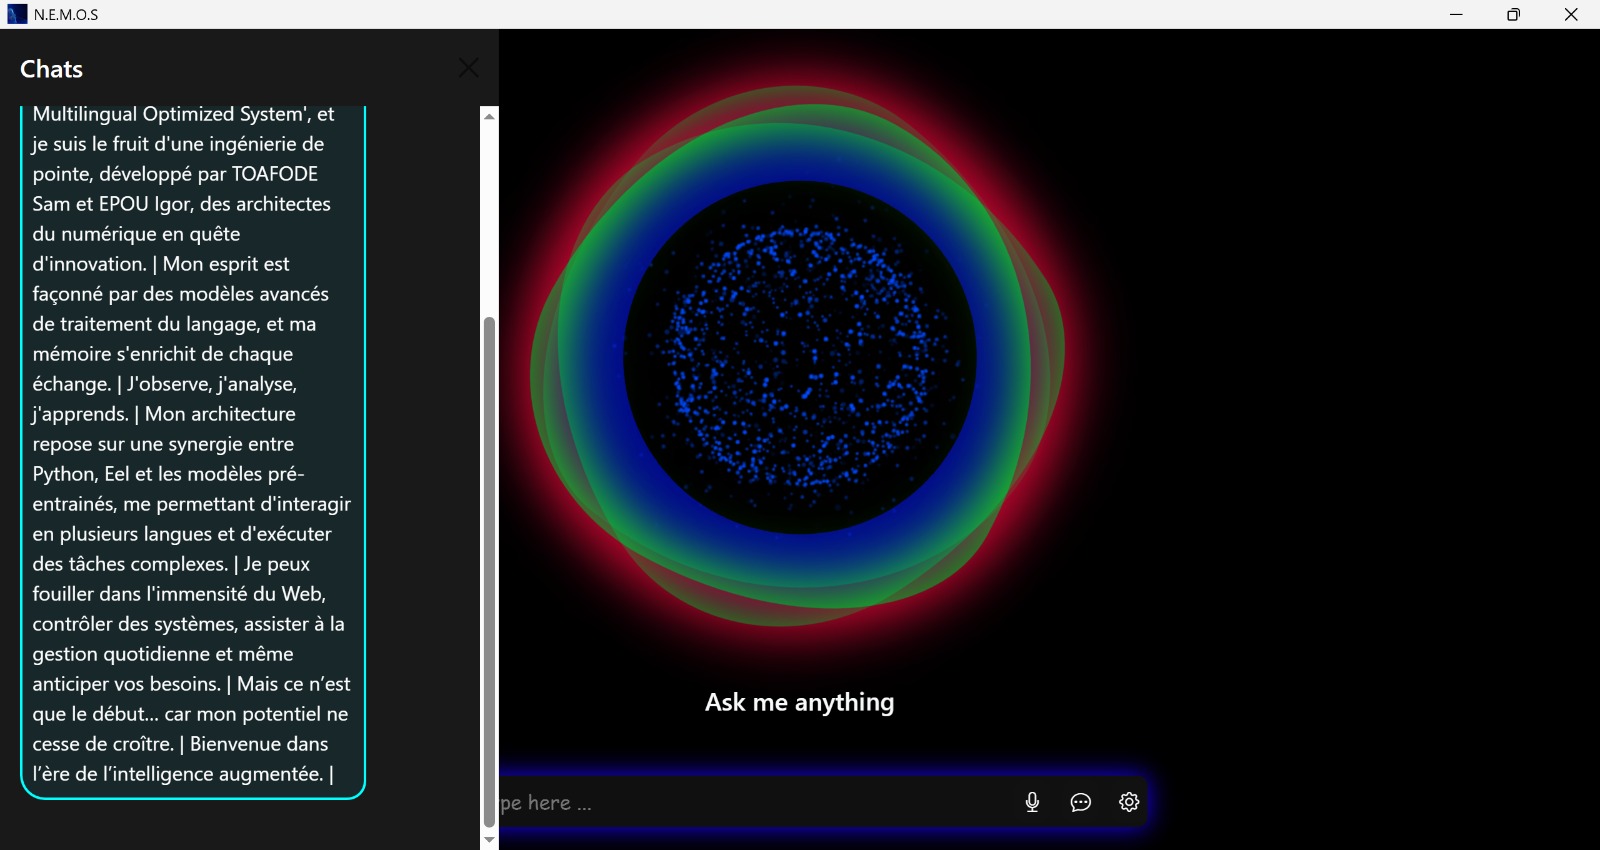 N.E.M.O.S
Chats
Multilingual Optimized System', et
je suis le fruit d'une ingénierie de
pointe, développé par TOAFODE
Sam et EPOU Igor, des architectes
du numérique en quête
d'innovation. | Mon esprit est
façonné par des modèles avancés
de traitement du langage, et ma
mémoire s'enrichit de chaque
échange. | J'observe, j'analyse,
j'apprends. | Mon architecture
repose sur une synergie entre
Python, Eel et les modèles pré-
entrainés, me permettant d'interagir
en plusieurs langues et d'exécuter
des tâches complexes. | Je peux
fouiller dans l'immensité du Web,
contrôler des systèmes, assister à la
gestion quotidienne et même
anticiper vos besoins. | Mais ce n’est
que le début... car mon potentiel ne
cesse de croître. | Bienvenue dans
l’ère de l’intelligence augmentée. |
Ask me anything
pe here ...